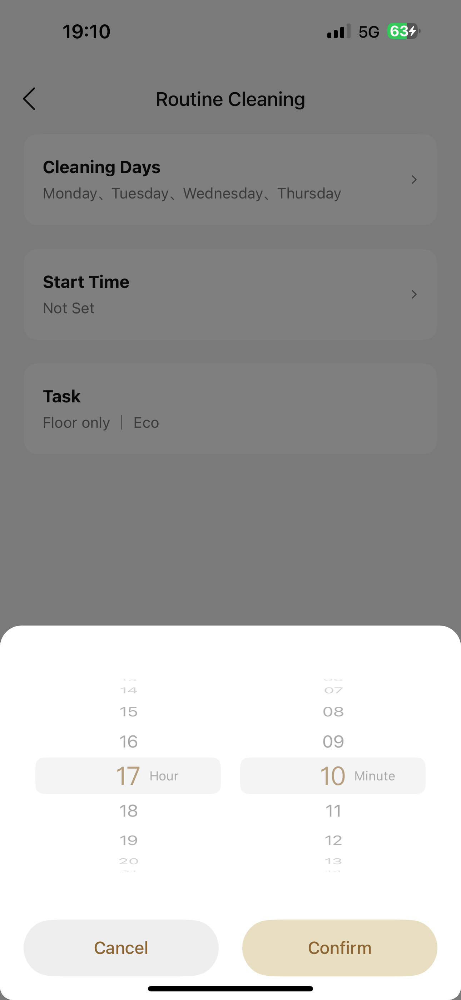 19:10 5G 63
Routine Cleaning
Cleaning Days
Monday、Tuesday、Wednesday、Thursday
Start Time
Not Set
Task
Floor only | Eco
14 07
15 08
16 09
17 Hour 10 Minute
18 11
19 12
20 13
Cancel Confirm